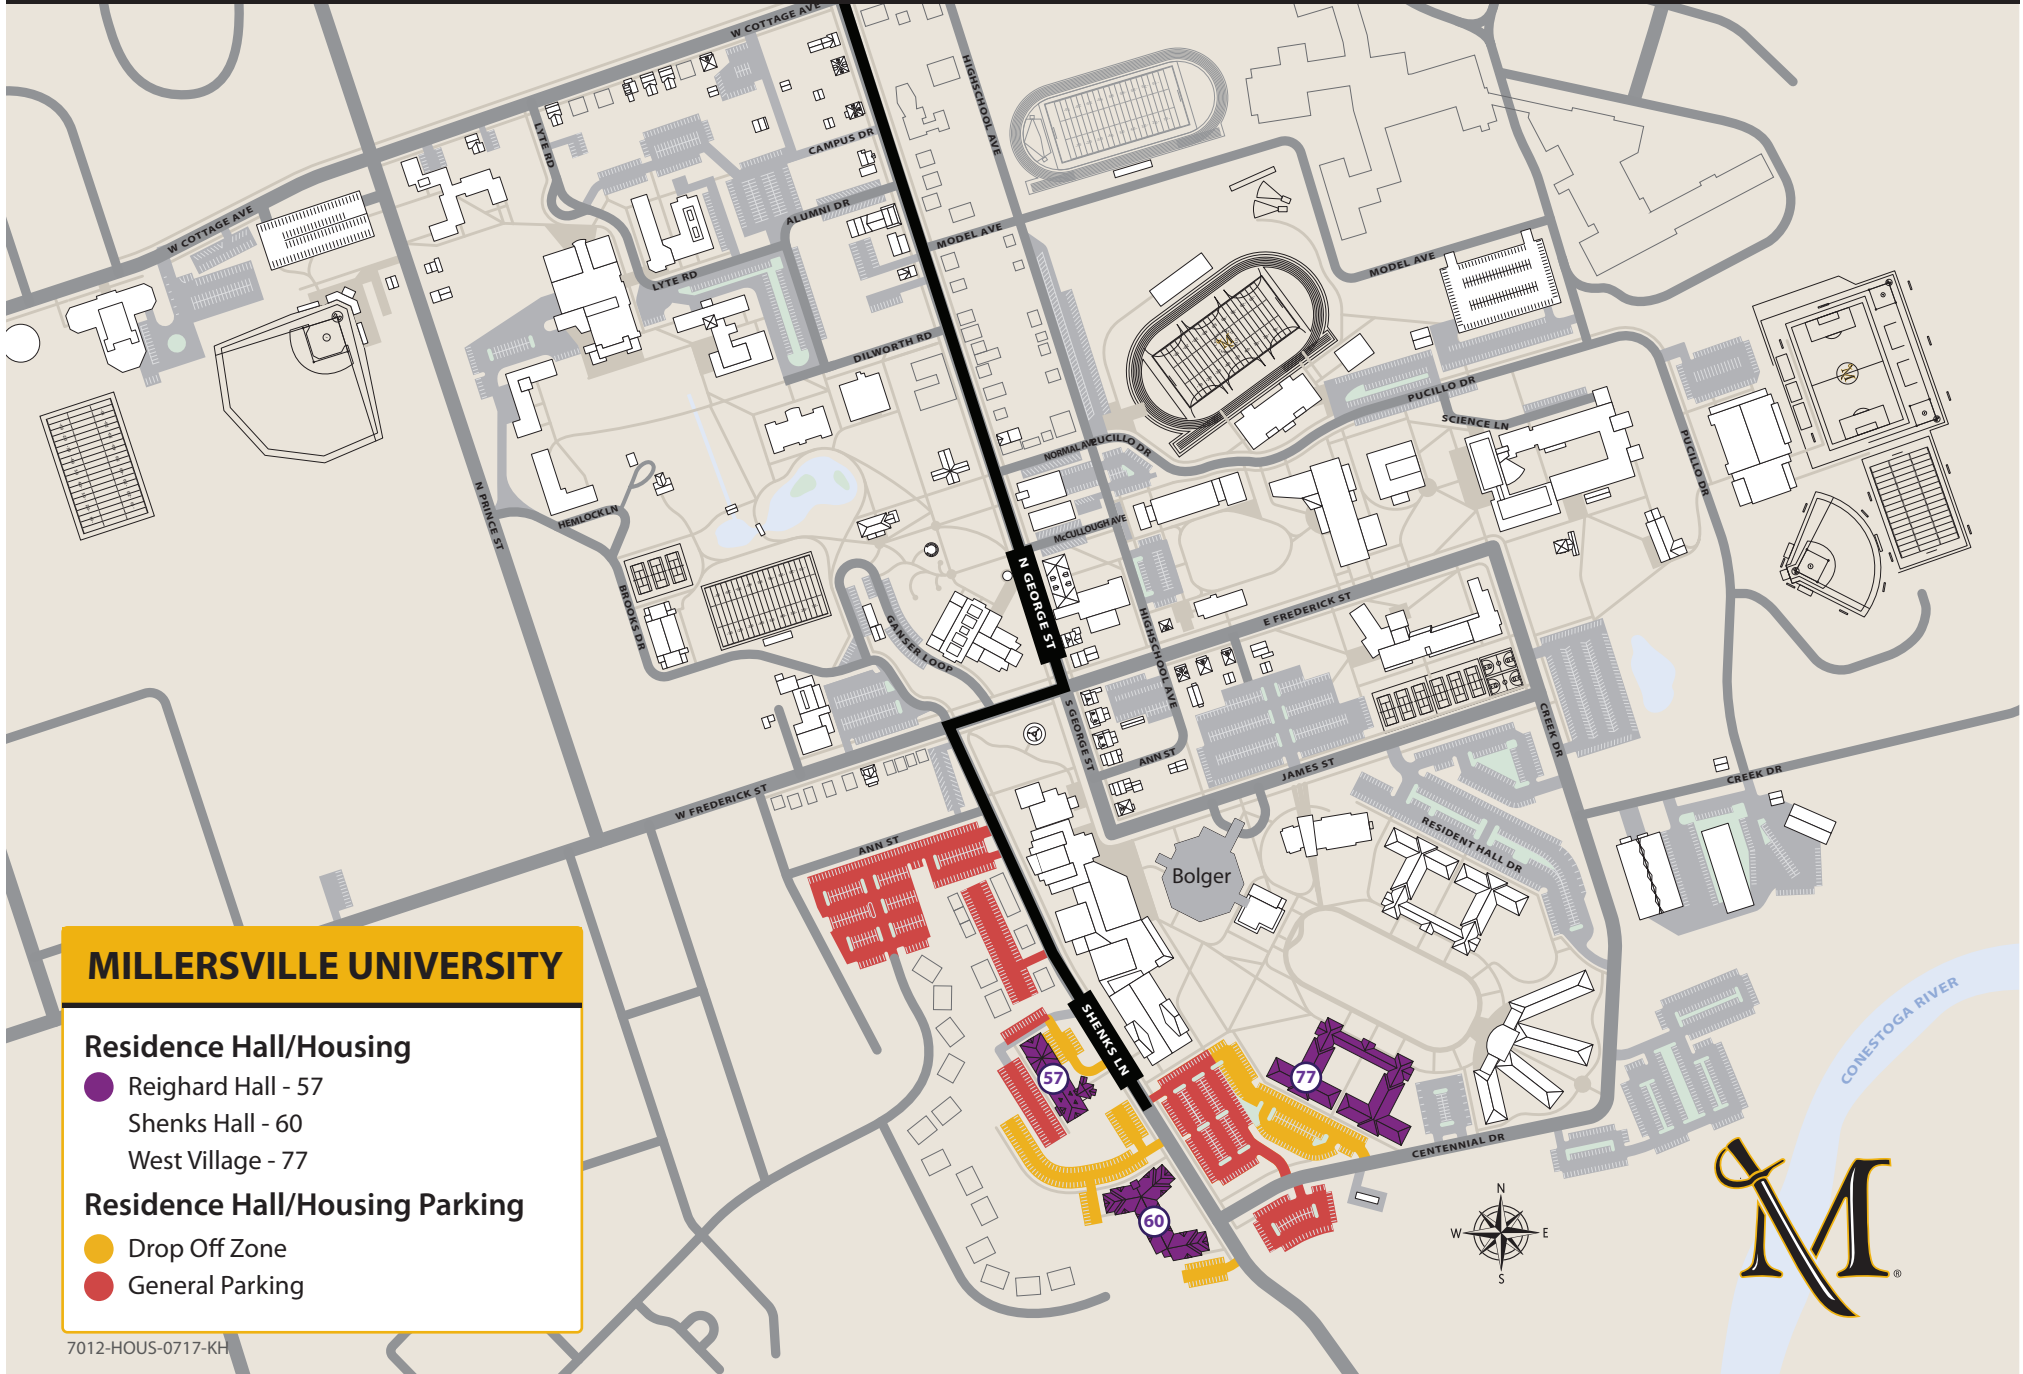 W COTTAGE AVE
HIGHSCHOOL AVE
LYTE RD
CAMPUS DR
ALUMNI DR
W COTTAGE AVE
MODEL AVE
MODEL AVE
LYTE RD
DILWORTH RD
M
M
PUCILLO DR
SCIENCE LN
NORMAL AVE
PUCILLO DR
PUCILLO DR
N PRINCE ST
HEMLOCK LN
McCULLOUGH AVE
N GEORGE ST
BROOKS DR
GANSER LOOP
HIGHSCHOOL AVE
E FREDERICK ST
S GEORGE ST
CREEK DR
ANN ST
JAMES ST
CREEK DR
W FREDERICK ST
ANN ST
RESIDENT HALL DR
Bolger
SHENKS LN
57
77
60
CENTENNIAL DR
CONESTOGA RIVER
MILLERSVILLE UNIVERSITY
Residence Hall/Housing
Reighard Hall - 57
Shenks Hall - 60
West Village - 77
Residence Hall/Housing Parking
Drop Off Zone
General Parking
7012-HOUS-0717-KH
N
W E
S
M
®